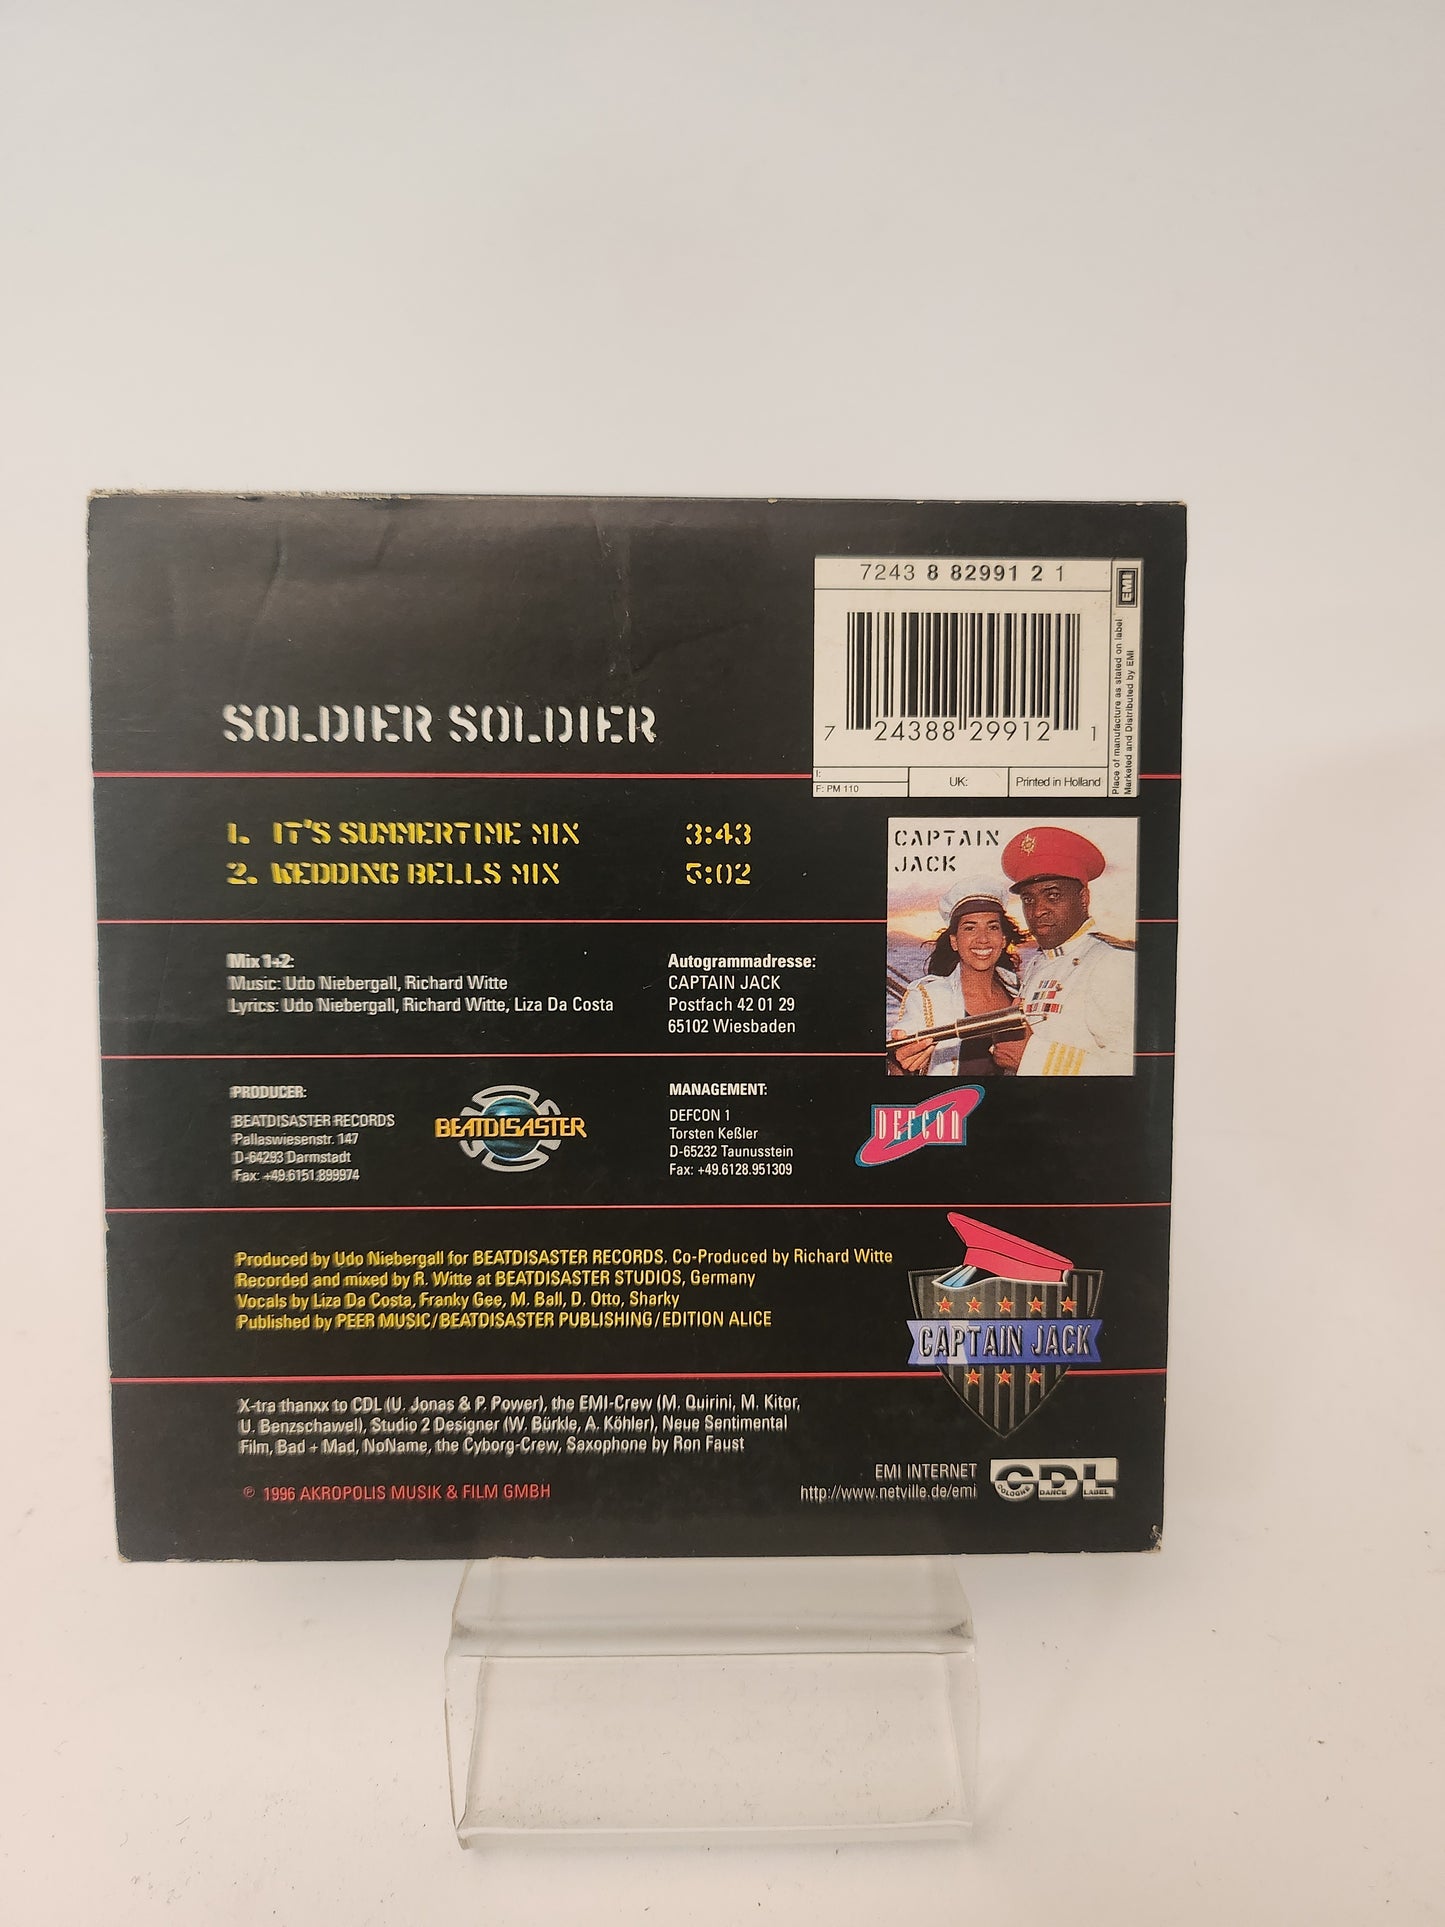 7243 8 82991 2 1
EMI
Place of manufacture as stated on label
Marketed and Distributed by EMI
7 24388 29912 1
I:
F: PM 110
UK:
Printed in Holland
SOLDIER SOLDIER
1. IT'S SUMMERTIME MIX 3:43
2. WEDDING BELLS MIX 5:02
CAPTAIN
JACK
Mix 1+2:
Music: Udo Niebergall, Richard Witte
Lyrics: Udo Niebergall, Richard Witte, Liza Da Costa
Autogrammadresse:
CAPTAIN JACK
Postfach 42 01 29
65102 Wiesbaden
PRODUCER:
BEATDISASTER RECORDS
Pallaswiesenstr. 147
D-64293 Darmstadt
Fax: +49.6151.899974
BEATDISASTER
MANAGEMENT:
DEFCON 1
Torsten Keßler
D-65232 Taunusstein
Fax: +49.6128.951309
DEFCON
Produced by Udo Niebergall for BEATDISASTER RECORDS. Co-Produced by Richard Witte
Recorded and mixed by R. Witte at BEATDISASTER STUDIOS, Germany
Vocals by Liza Da Costa, Franky Gee, M. Ball, D. Otto, Sharky
Published by PEER MUSIC/BEATDISASTER PUBLISHING/EDITION ALICE
CAPTAIN JACK
X-tra thanxx to CDL (U. Jonas & P. Power), the EMI-Crew (M. Quirini, M. Kitor,
U. Benzschawel), Studio 2 Designer (W. Bürkle, A. Köhler), Neue Sentimental
Film, Bad + Mad, NoName, the Cyborg-Crew, Saxophone by Ron Faust
℗ 1996 AKROPOLIS MUSIK & FILM GMBH
EMI INTERNET
http://www.netville.de/emi
CDL
COLOGNE DANCE LABEL